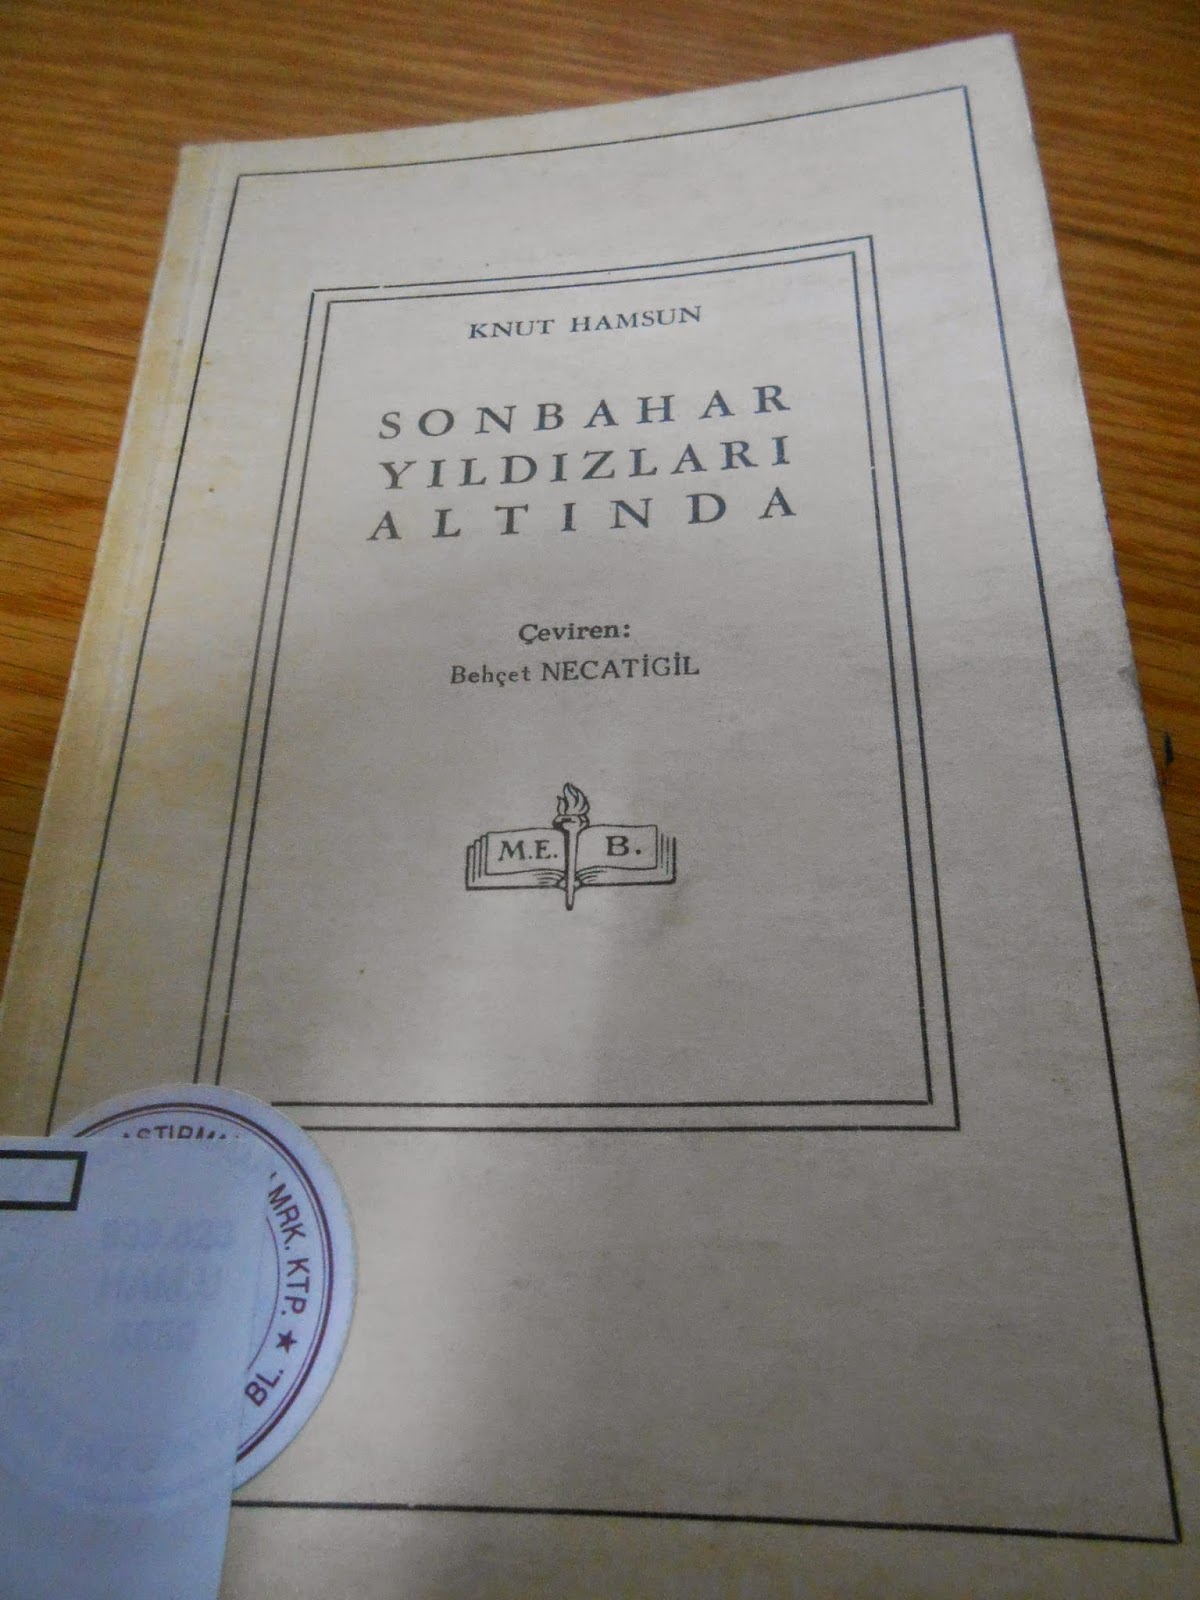 KNUT HAMSUN
SONBAHAR
YILDIZLARI
ALTINDA
Çeviren:
Behçet NECATİGİL
M.E. B.
MRK. KTP. ★
BL.